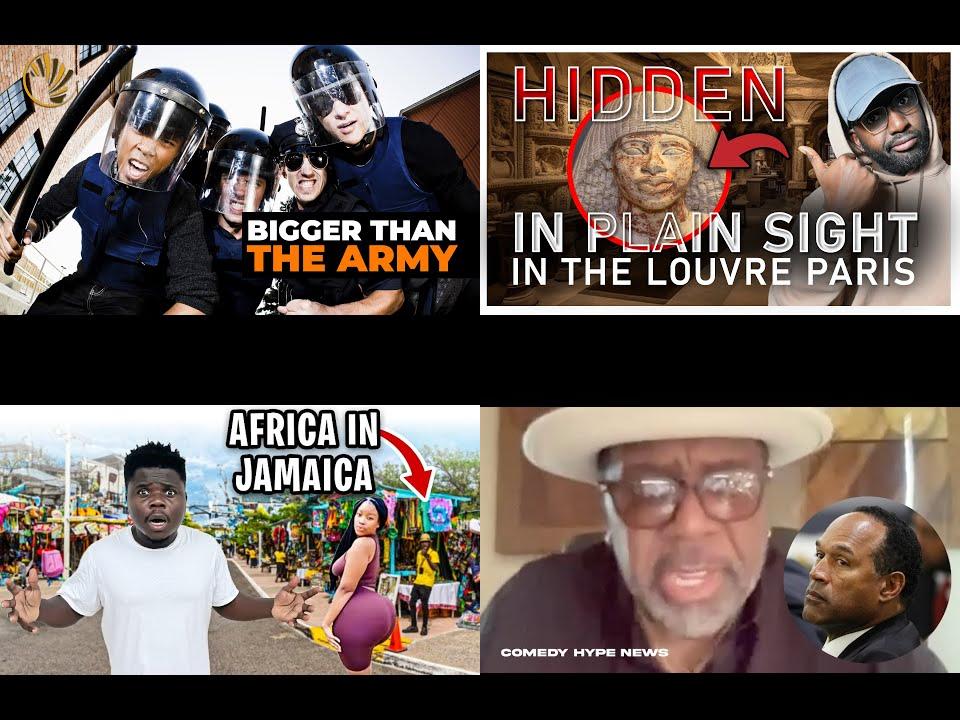 BIGGER THAN
THE ARMY
HIDDEN
IN PLAIN SIGHT
IN THE LOUVRE PARIS
AFRICA IN
JAMAICA
COMEDY HYPE NEWS